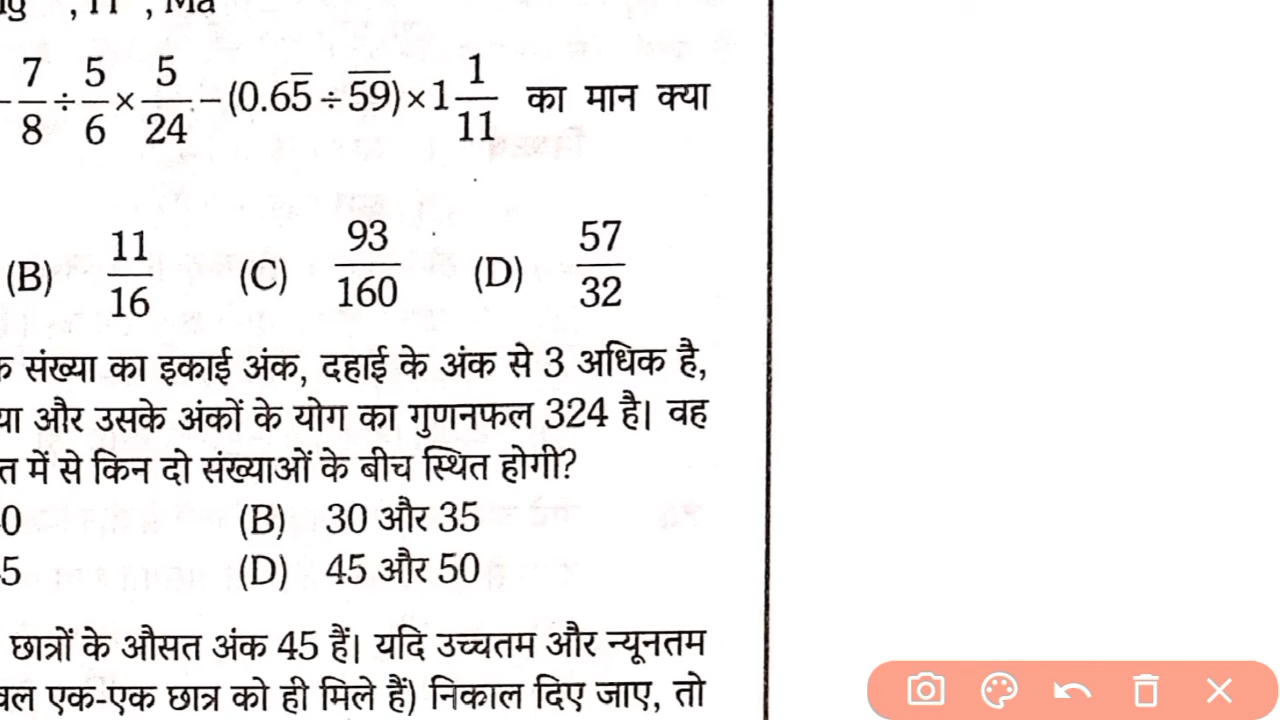 , H , Ma
7/8 ÷ 5/6 × 5/24 − (0.65̅ ÷ 5̅9̅) × 1 1/11 का मान क्या
(B) 11/16 (C) 93/160 (D) 57/32
संख्या का इकाई अंक, दहाई के अंक से 3 अधिक है,
और उसके अंकों के योग का गुणनफल 324 है। वह
में से किन दो संख्याओं के बीच स्थित होगी?
0 (B) 30 और 35
5 (D) 45 और 50
छात्रों के औसत अंक 45 हैं। यदि उच्चतम और न्यूनतम
एक-एक छात्र को ही मिले हैं) निकाल दिए जाए, तो